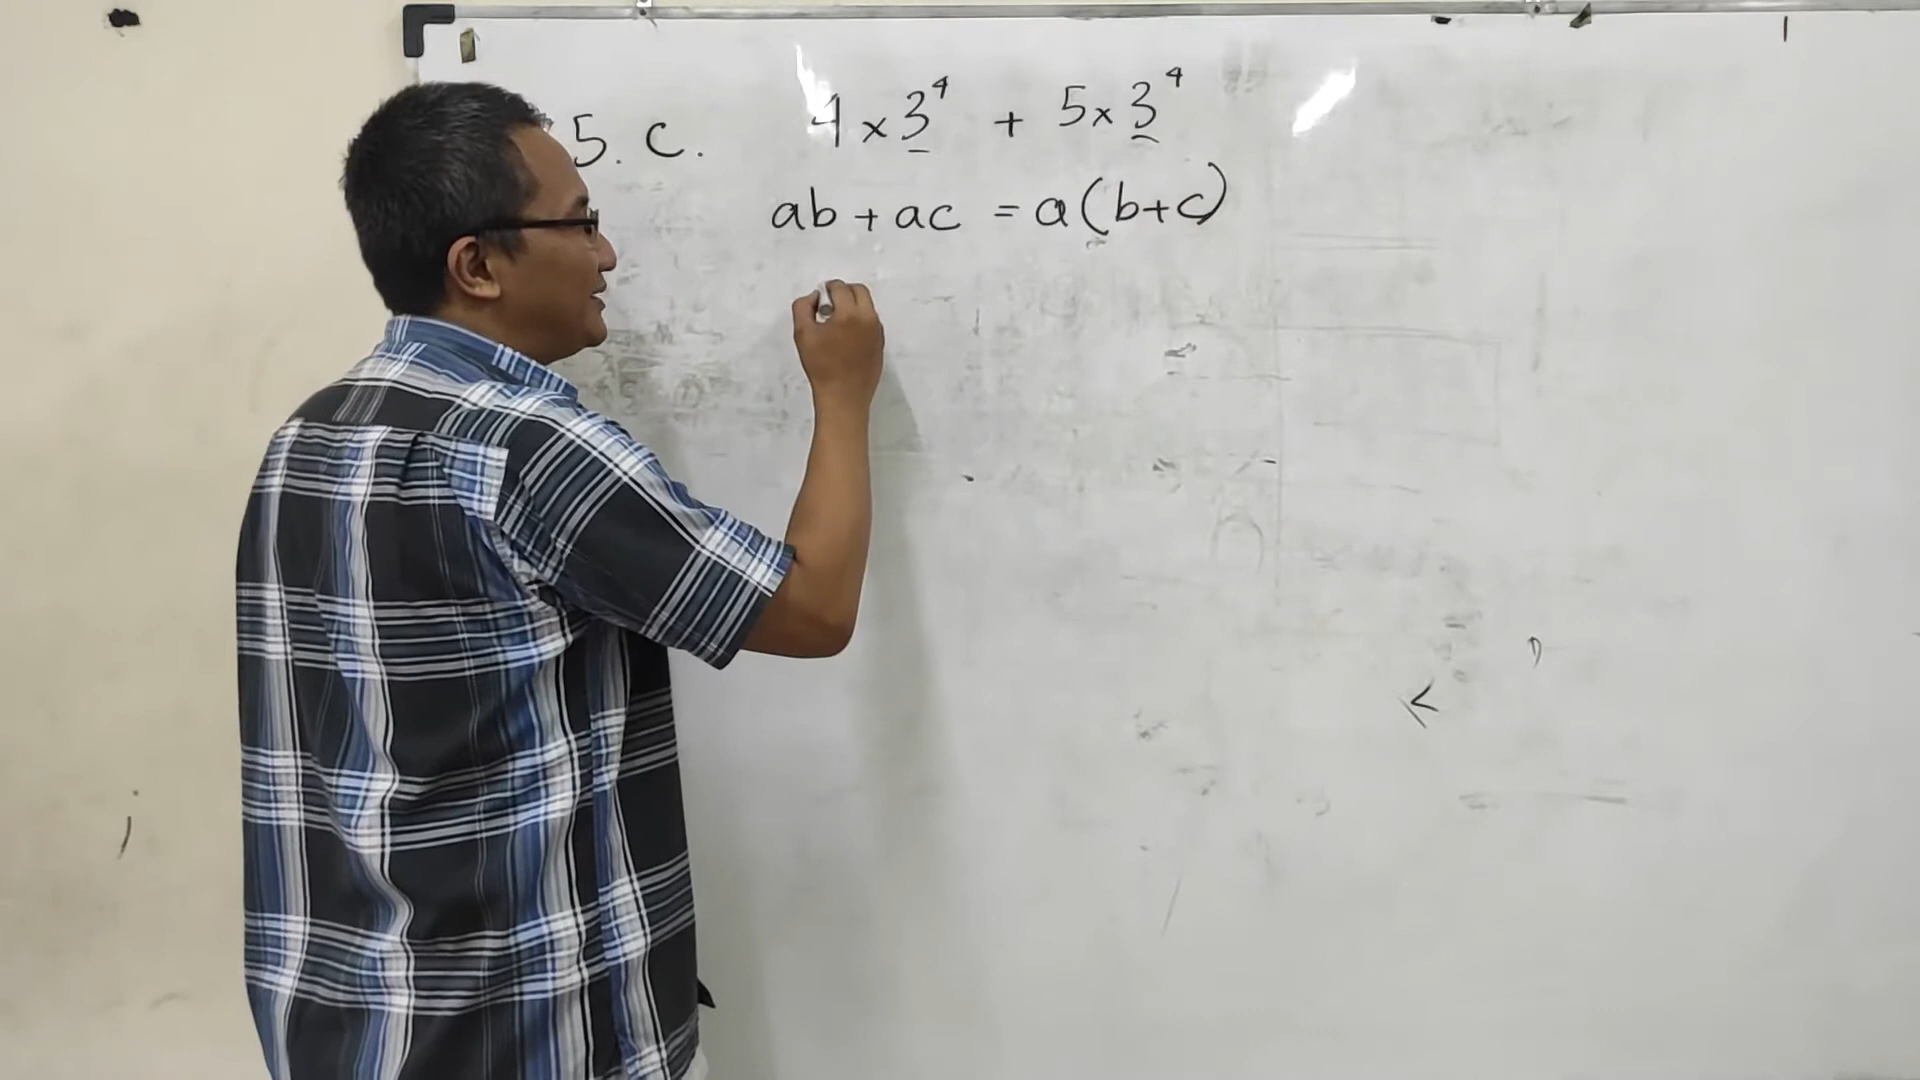 5. C. 4 × 3⁴ + 5 × 3⁴
ab + ac = a(b+c)